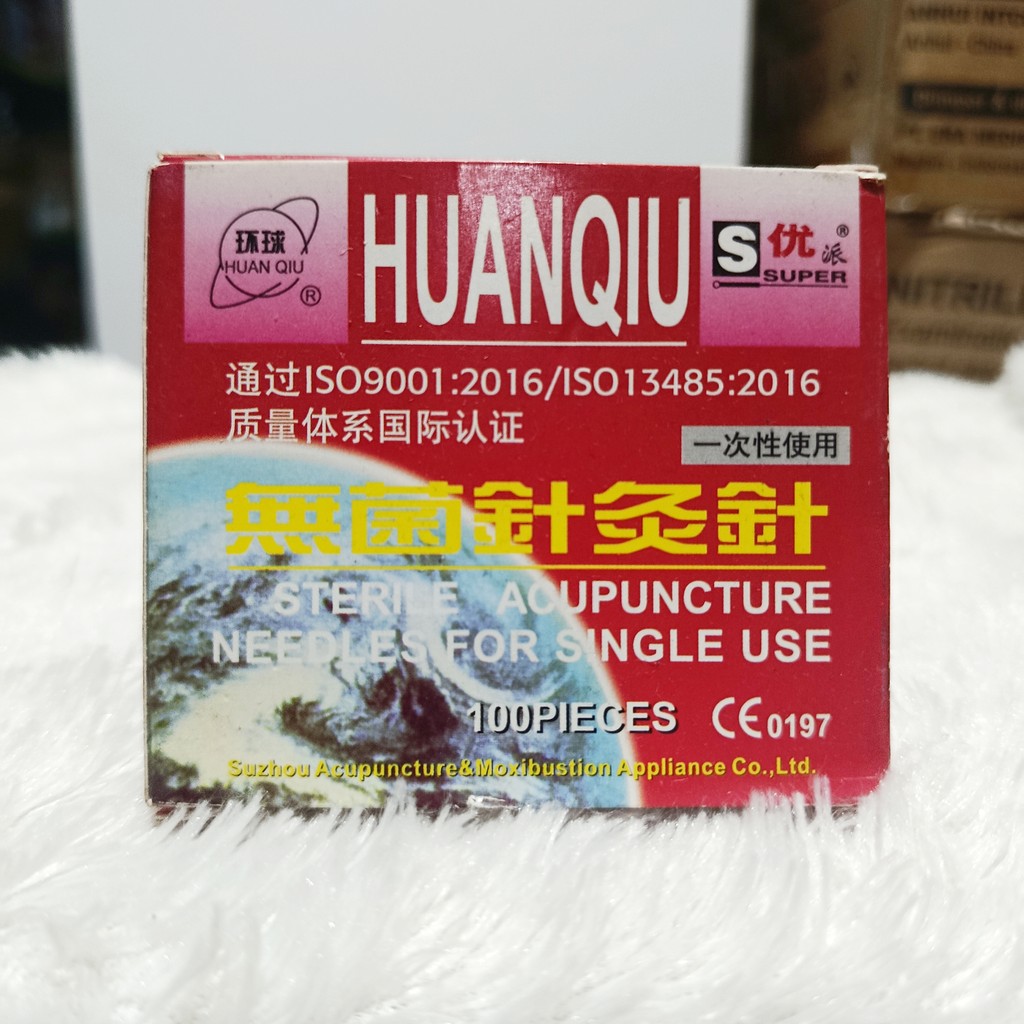 环球
HUAN QIU
®
HUANQIU
S 优派®
SUPER
通过ISO9001:2016/ISO13485:2016
质量体系国际认证
一次性使用
無菌針灸針
STERILE ACUPUNCTURE
NEEDLES FOR SINGLE USE
100PIECES CE0197
Suzhou Acupuncture&Moxibustion Appliance Co.,Ltd.
NITRIL